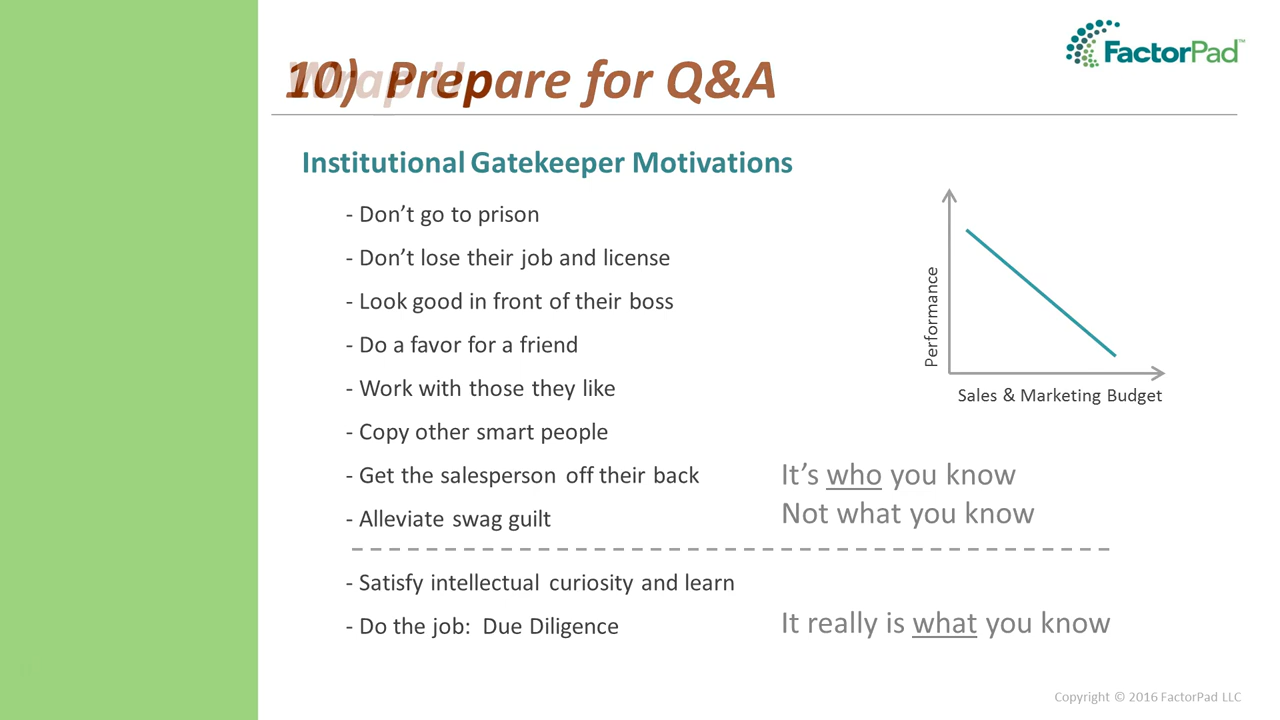 FactorPad™
10) Prepare for Q&A
Wrap U
Institutional Gatekeeper Motivations
- Don’t go to prison
- Don’t lose their job and license
- Look good in front of their boss
- Do a favor for a friend
- Work with those they like
- Copy other smart people
- Get the salesperson off their back
- Alleviate swag guilt
Performance
Sales & Marketing Budget
It’s who you know
Not what you know
- Satisfy intellectual curiosity and learn
- Do the job: Due Diligence
It really is what you know
Copyright © 2016 FactorPad LLC